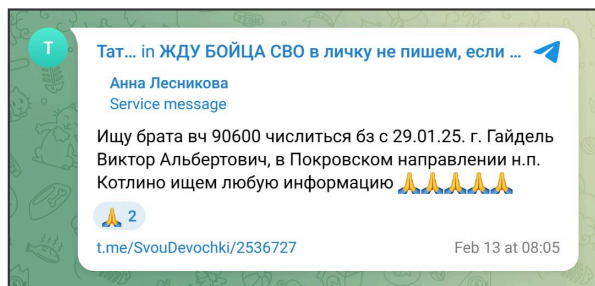 Т
Тат... in ЖДУ БОЙЦА СВО в личку не пишем, если ...
Анна Лесникова
Service message
Ищу брата вч 90600 числиться бз с 29.01.25. г. Гайдель
Виктор Альбертович, в Покровском направлении н.п.
Котлино ищем любую информацию 🙏🙏🙏🙏🙏
🙏 2
t.me/SvouDevochki/2536727 Feb 13 at 08:05